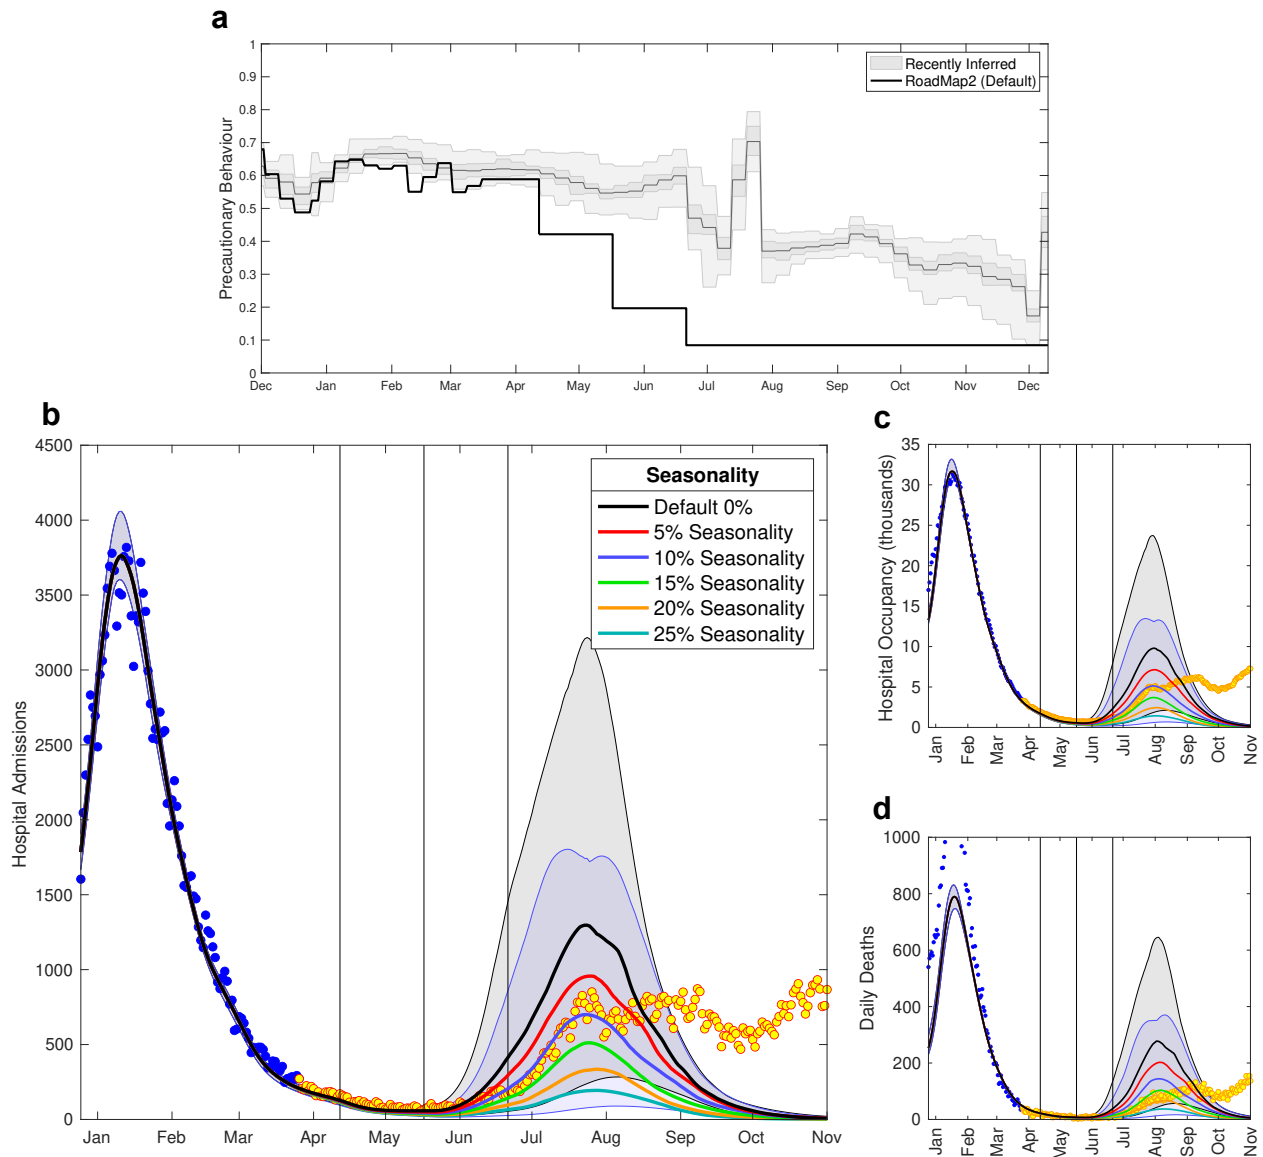 a
Precautionary Behaviour
1
0.9
0.8
0.7
0.6
0.5
0.4
0.3
0.2
0.1
0
Recently Inferred
RoadMap2 (Default)
Dec Jan Feb Mar Apr May Jun Jul Aug Sep Oct Nov Dec
b
Hospital Admissions
4500
4000
3500
3000
2500
2000
1500
1000
500
0
Seasonality
Default 0%
5% Seasonality
10% Seasonality
15% Seasonality
20% Seasonality
25% Seasonality
Jan Feb Mar Apr May Jun Jul Aug Sep Oct Nov
c
Hospital Occupancy (thousands)
35
30
25
20
15
10
5
0
Jan Feb Mar Apr May Jun Jul Aug Sep Oct Nov
d
Daily Deaths
1000
800
600
400
200
0
Jan Feb Mar Apr May Jun Jul Aug Sep Oct Nov